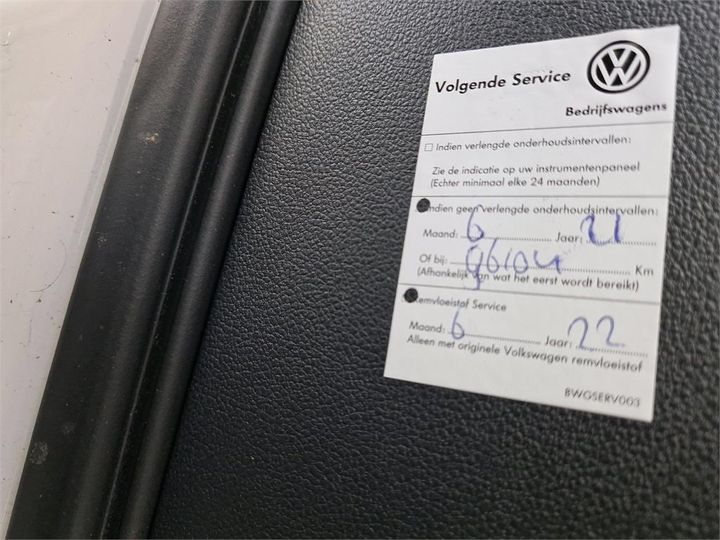 Volgende Service
Bedrijfswagens
Indien verlengde onderhoudsintervallen:
Zie de indicatie op uw instrumentenpaneel
(Echter minimaal elke 24 maanden)
Indien geen verlengde onderhoudsintervallen:
Maand: 6 Jaar: 21
Of bij: 96104 Km
(Afhankelijk van wat het eerst wordt bereikt)
Remvloeistof Service
Maand: 6 Jaar: 22
Alleen met originele Volkswagen remvloeistof
BWGSERV003